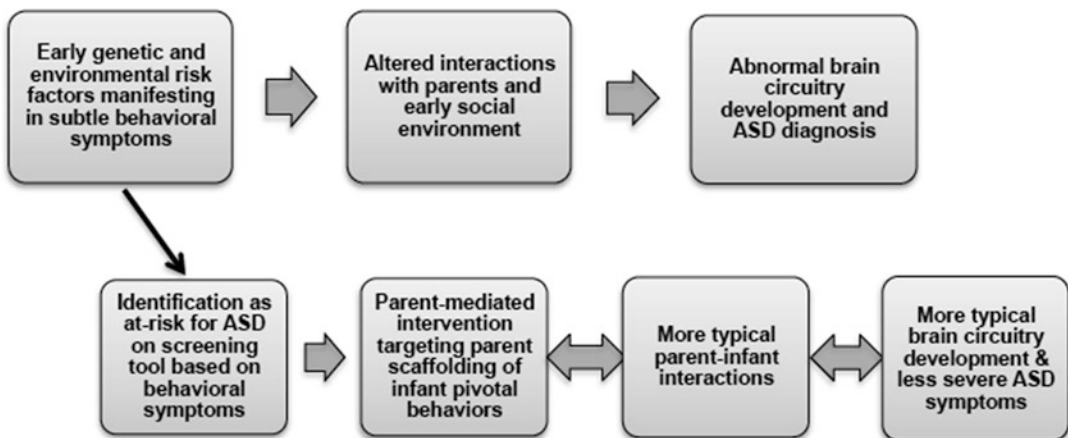 Early genetic and
environmental risk
factors manifesting
in subtle behavioral
symptoms
Altered interactions
with parents and
early social
environment
Abnormal brain
circuitry
development and
ASD diagnosis
Identification as
at-risk for ASD
on screening
tool based on
behavioral
symptoms
Parent-mediated
intervention
targeting parent
scaffolding of
infant pivotal
behaviors
More typical
parent-infant
interactions
More typical
brain circuitry
development &
less severe ASD
symptoms